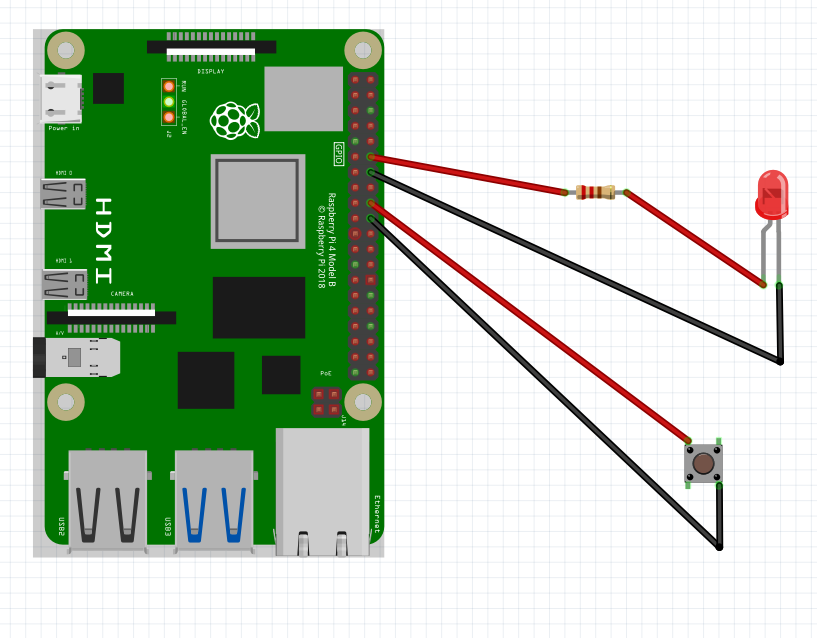 DISPLAY
RUN
GLOBAL_EN
J2
Power in
GPIO
HDMI 0
HDMI
Raspberry Pi 4 Model B
© Raspberry Pi 2018
HDMI 1
CAMERA
A/V
PoE
J14
USB2
USB3
Ethernet